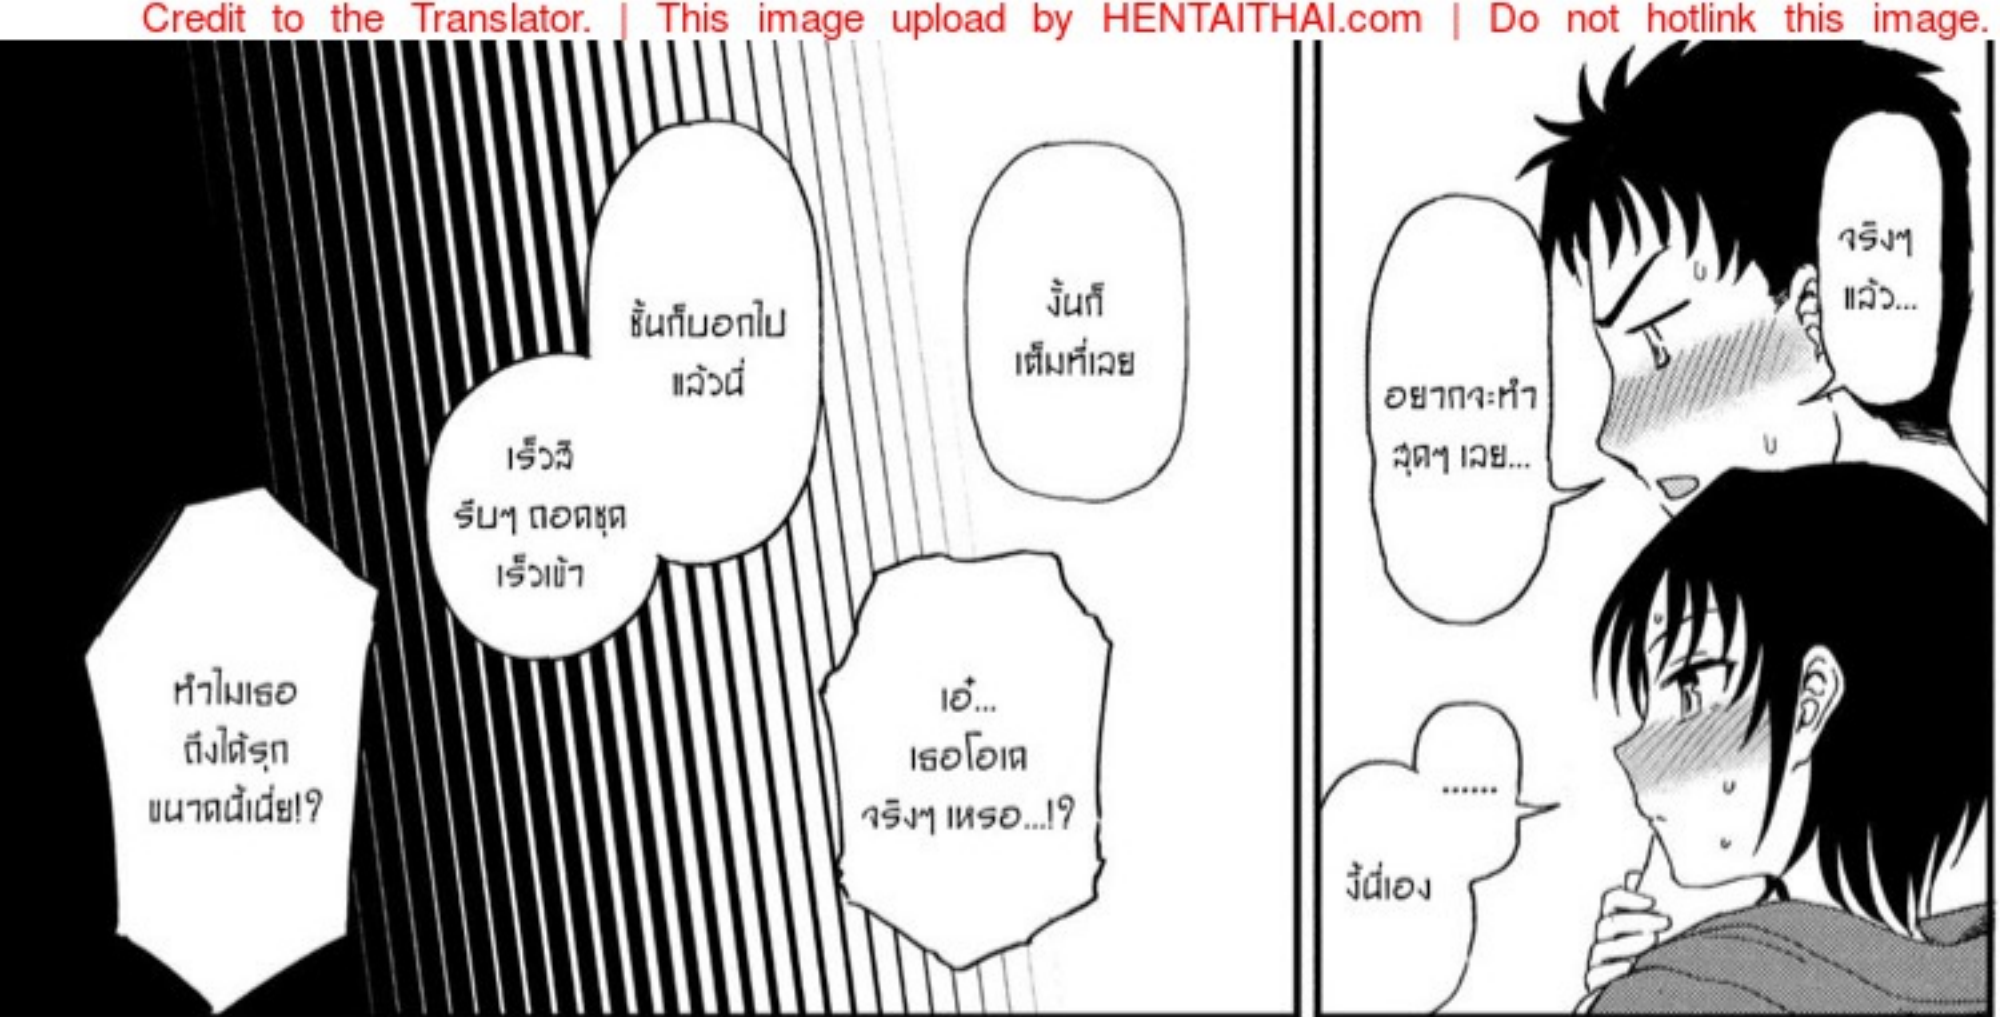 Credit to the Translator. | This image upload by HENTAITHAI.com | Do not hotlink this image.
จริงๆ
แล้ว...
อยากจะทำ
สุดๆ เลย...
......
งี้นี่เอง
งั้นก็
เต็มที่เลย
เอ๋...
เธอโอเค
จริงๆ เหรอ...!?
ชั้นก็บอกไป
แล้วนี่
เร็วสิ
รีบๆ ถอดชุด
เร็วเข้า
ทำไมเธอ
ถึงได้รุก
ขนาดนี้เนี่ย!?